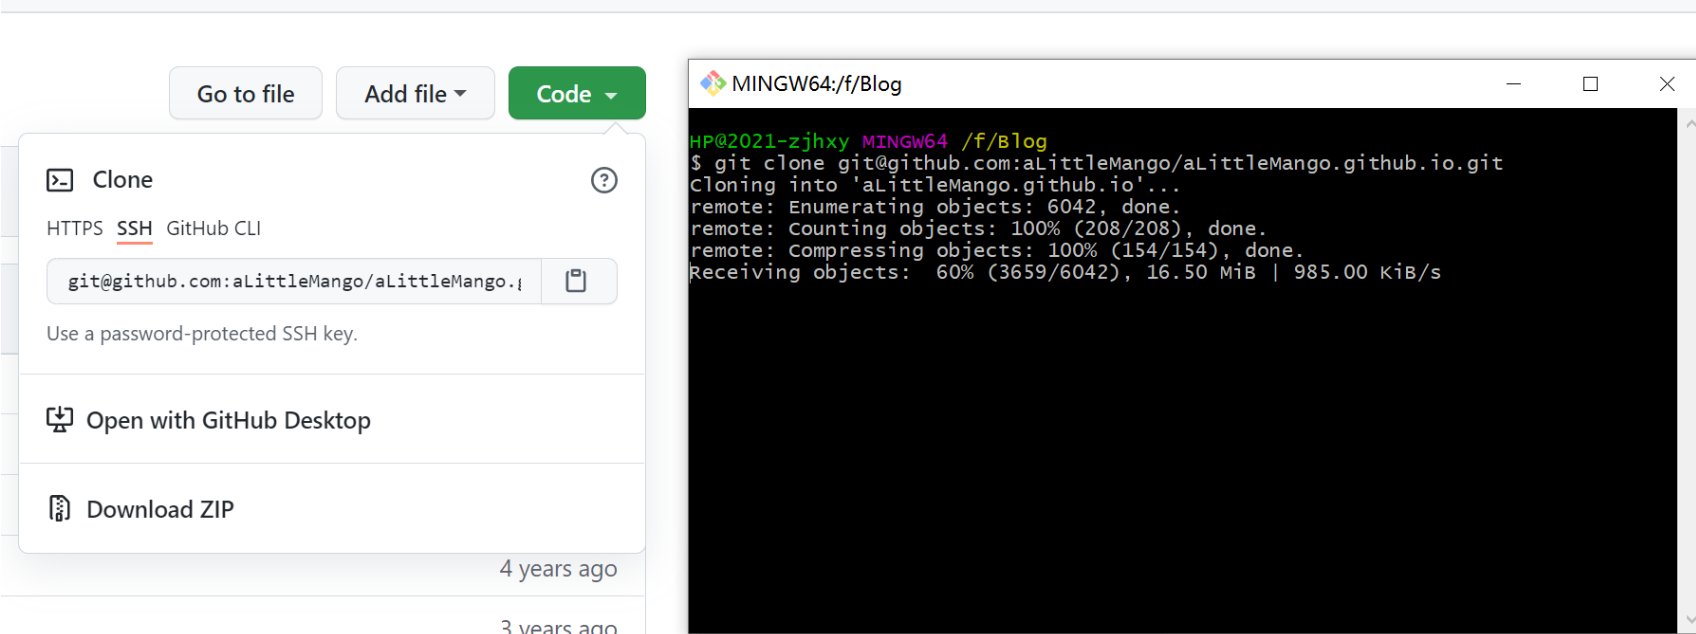 Go to file
Add file
Code
Clone
HTTPS SSH GitHub CLI
git@github.com:aLittleMango/aLittleMango.g
Use a password-protected SSH key.
Open with GitHub Desktop
Download ZIP
4 years ago
3 years ago
MINGW64:/f/Blog
HP@2021-zjhxy MINGW64 /f/Blog
$ git clone git@github.com:aLittleMango/aLittleMango.github.io.git
Cloning into 'aLittleMango.github.io'...
remote: Enumerating objects: 6042, done.
remote: Counting objects: 100% (208/208), done.
remote: Compressing objects: 100% (154/154), done.
Receiving objects:  60% (3659/6042), 16.50 MiB | 985.00 KiB/s